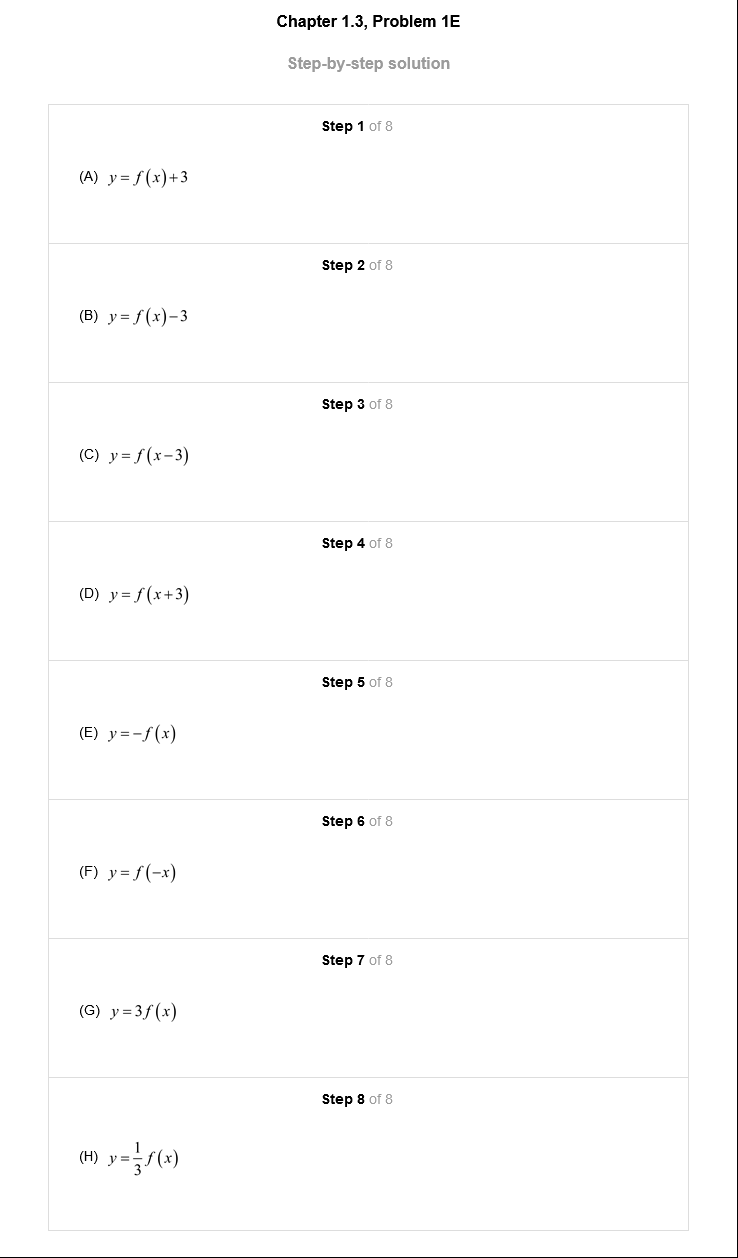 Chapter 1.3, Problem 1E
Step-by-step solution
Step 1 of 8
(A) y = f(x)+3
Step 2 of 8
(B) y = f(x)−3
Step 3 of 8
(C) y = f(x−3)
Step 4 of 8
(D) y = f(x+3)
Step 5 of 8
(E) y = −f(x)
Step 6 of 8
(F) y = f(−x)
Step 7 of 8
(G) y = 3f(x)
Step 8 of 8
(H) y = 1/3 f(x)